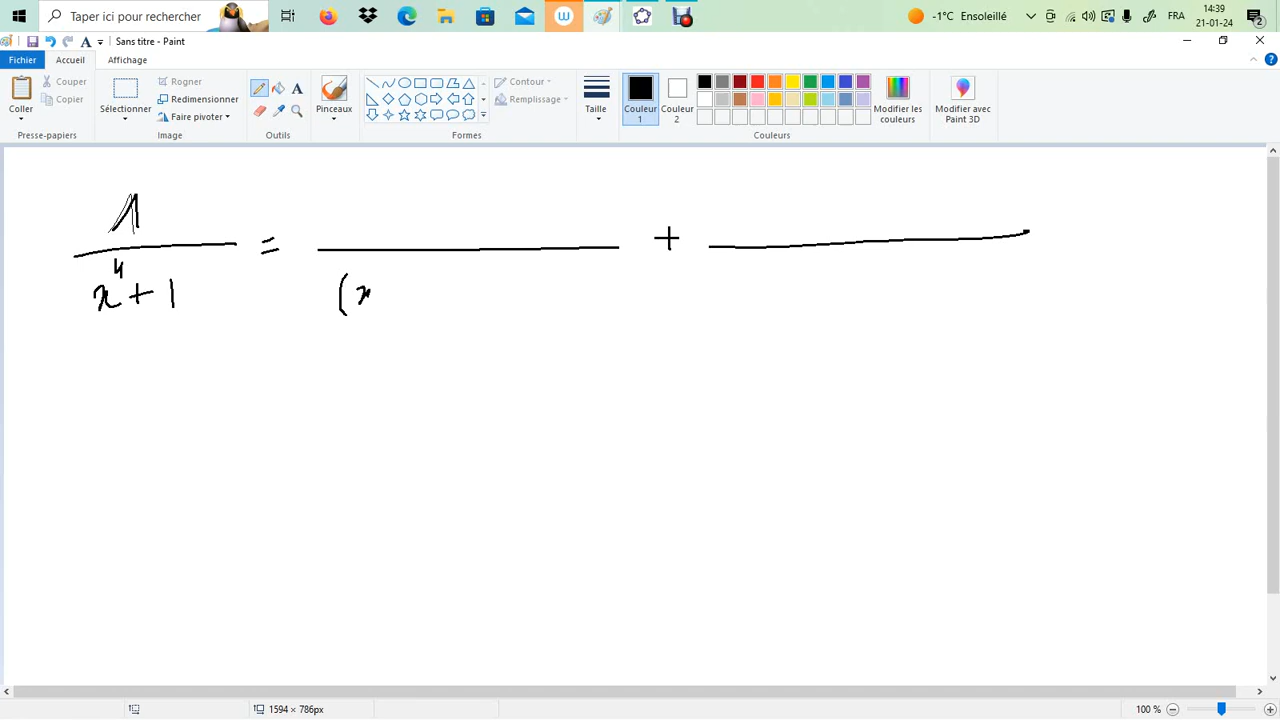 Taper ici pour rechercher
-1°C Ensoleillé
FRA
14:39
21-01-24
2
Sans titre - Paint
Fichier
Accueil
Affichage
Coller
Couper
Copier
Presse-papiers
Sélectionner
Rogner
Redimensionner
Faire pivoter
Image
A
Outils
Pinceaux
Contour
Remplissage
Formes
Taille
Couleur
1
Couleur
2
Modifier les
couleurs
Couleurs
Modifier avec
Paint 3D
1
x⁴ + 1
=
(x
+
1594 × 786px
100 %